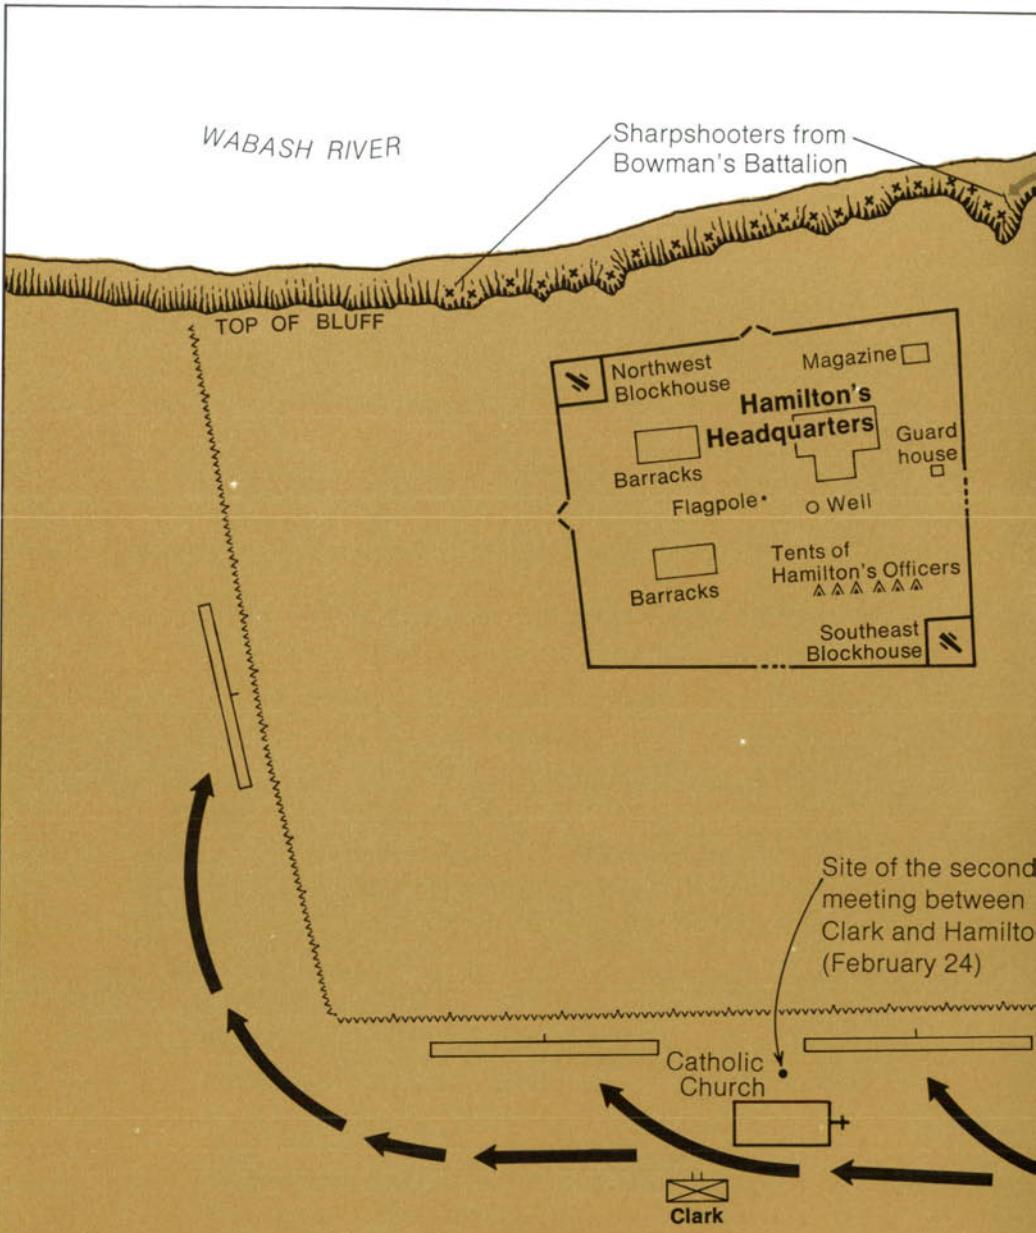 WABASH RIVER
Sharpshooters from
Bowman's Battalion
TOP OF BLUFF
Northwest
Blockhouse
Magazine
Hamilton's
Headquarters
Guard
house
Barracks
Flagpole
Well
Tents of
Hamilton's Officers
Barracks
Southeast
Blockhouse
Site of the second
meeting between
Clark and Hamilto
(February 24)
Catholic
Church
Clark